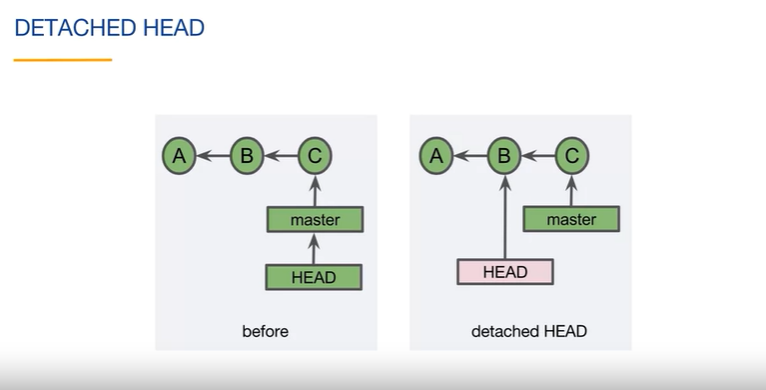 DETACHED HEAD
A B C
master
HEAD
before
A B C
master
HEAD
detached HEAD